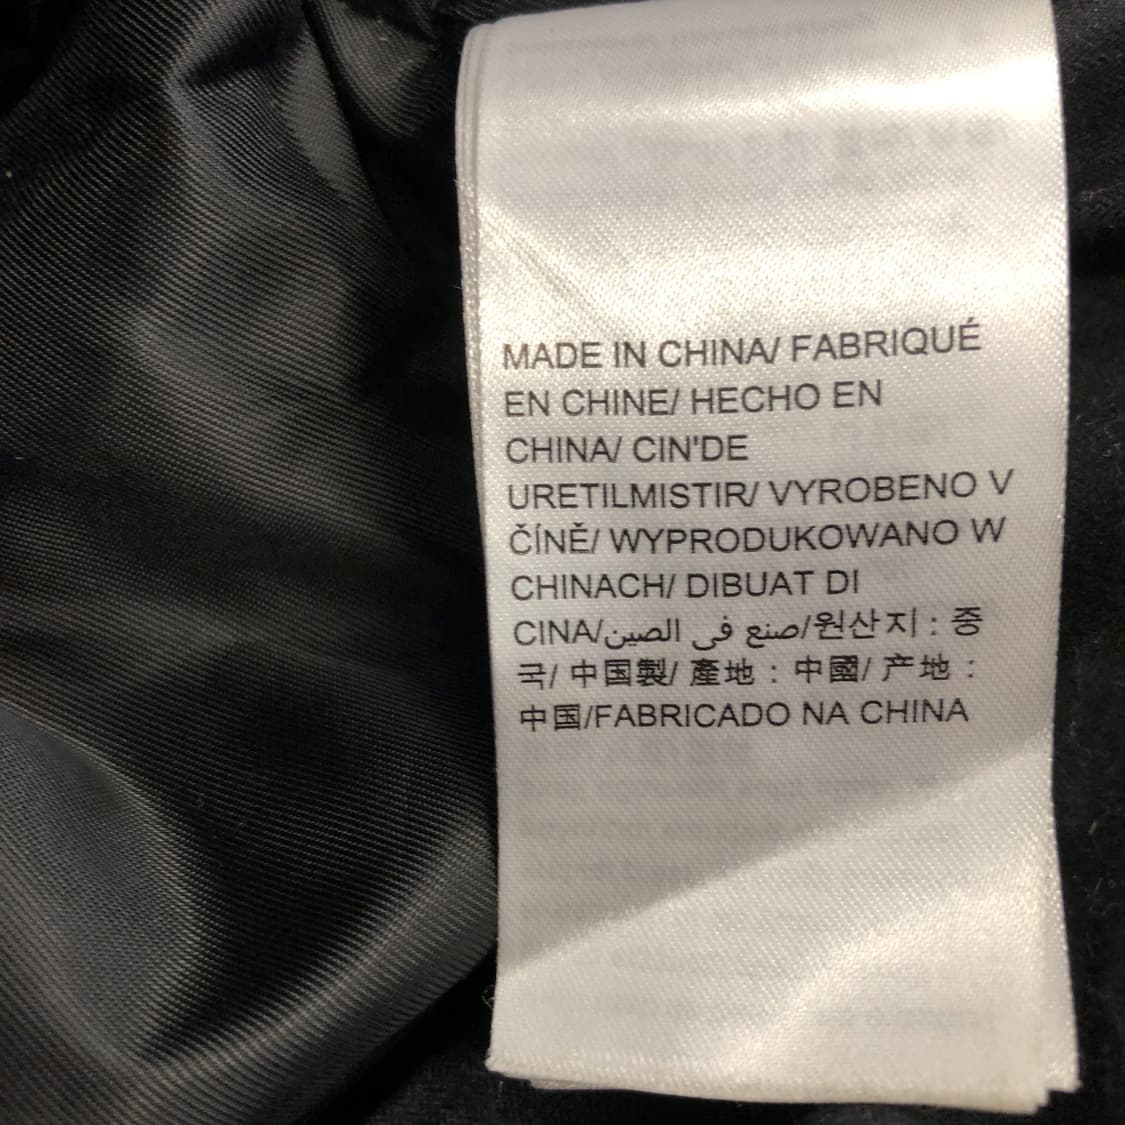 MADE IN CHINA/ FABRIQUÉ
EN CHINE/ HECHO EN
CHINA/ CIN'DE
URETILMISTIR/ VYROBENO V
ČÍNĚ/ WYPRODUKOWANO W
CHINACH/ DIBUAT DI
CINA/صنع في الصين/원산지 : 중
국/ 中国製/ 產地 : 中國/ 产地 :
中国/FABRICADO NA CHINA